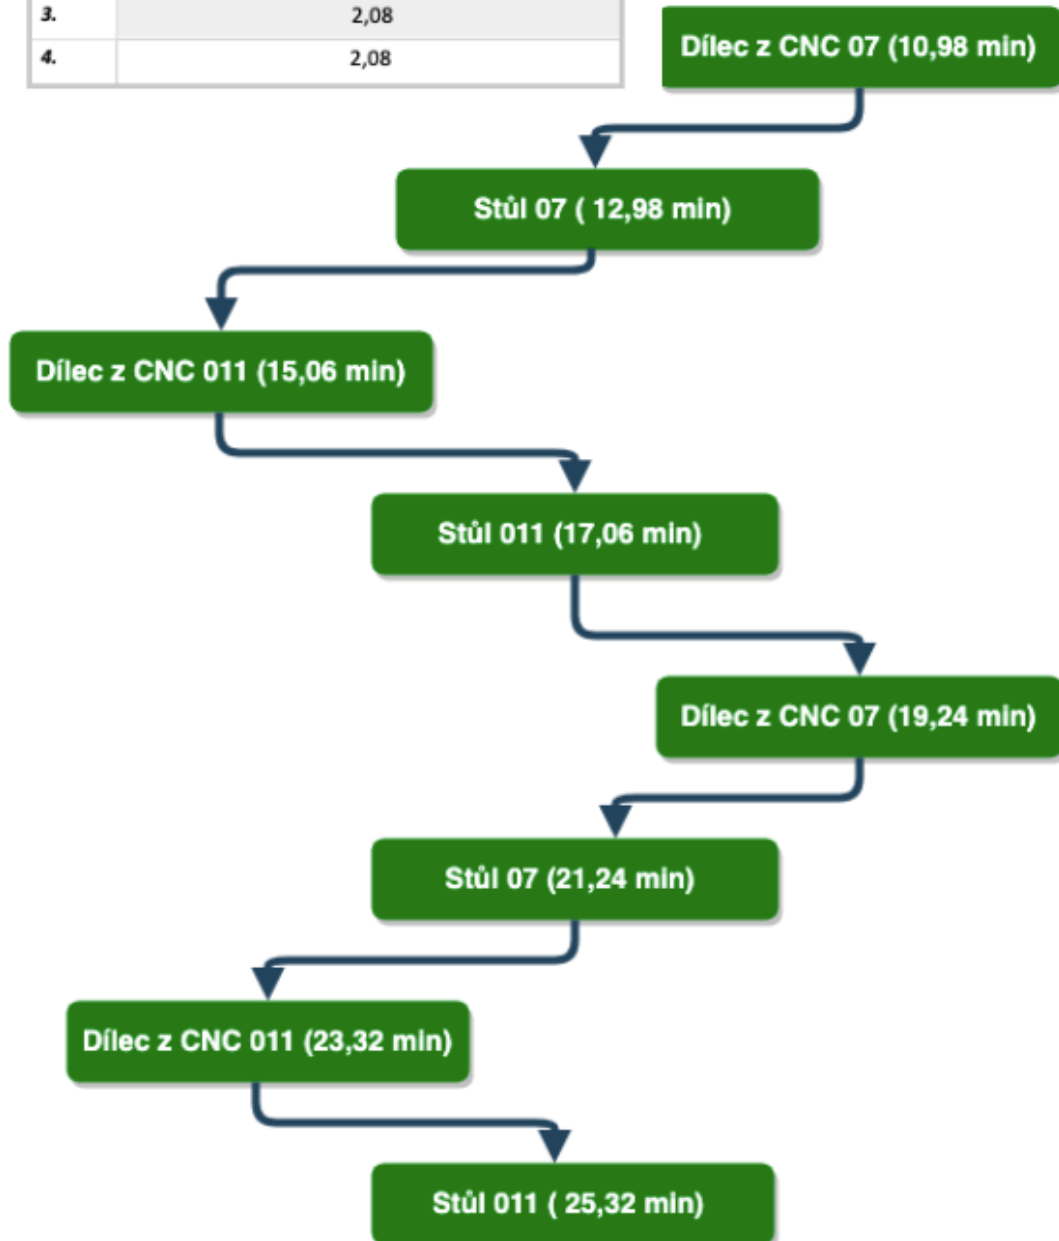 3. 2,08
4. 2,08
Dílec z CNC 07 (10,98 min)
Stůl 07 ( 12,98 min)
Dílec z CNC 011 (15,06 min)
Stůl 011 (17,06 min)
Dílec z CNC 07 (19,24 min)
Stůl 07 (21,24 min)
Dílec z CNC 011 (23,32 min)
Stůl 011 ( 25,32 min)